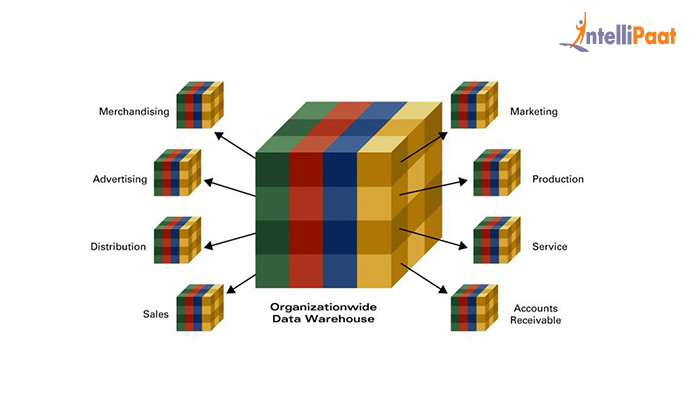 intelliPaat
Merchandising
Marketing
Advertising
Production
Distribution
Service
Sales
Accounts
Receivable
Organizationwide
Data Warehouse